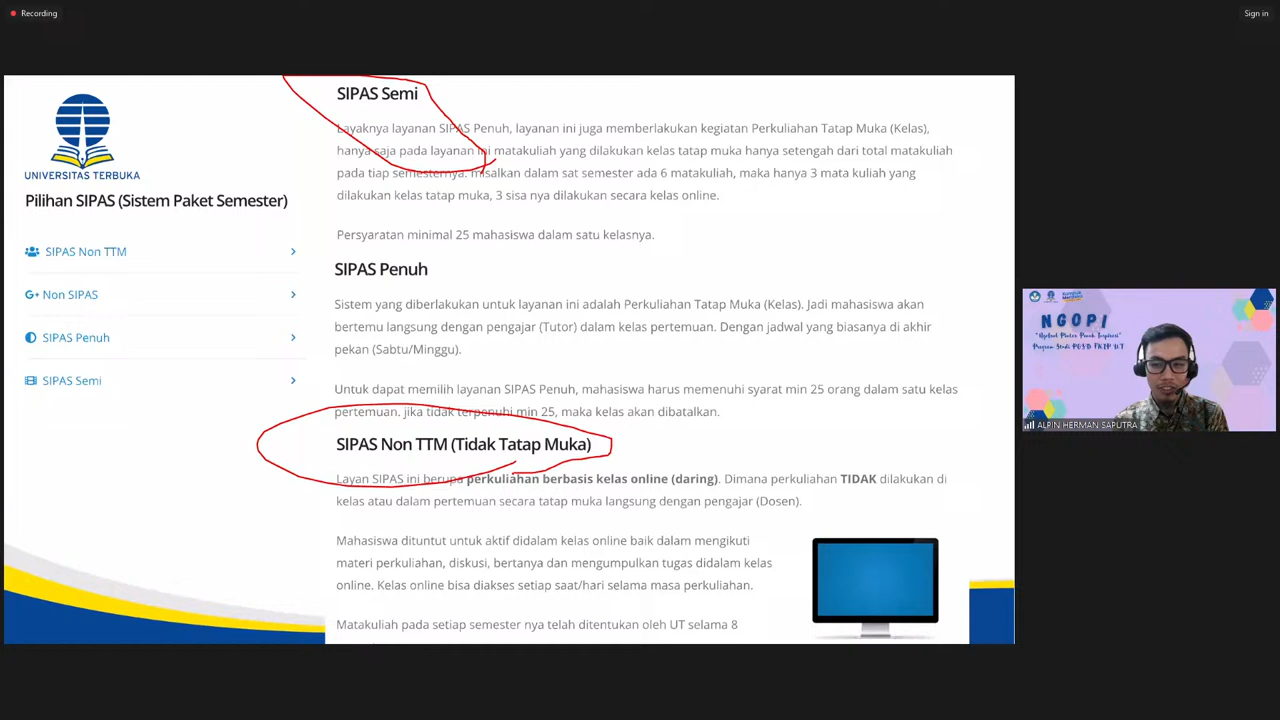 Recording
Sign in
UNIVERSITAS TERBUKA
Pilihan SIPAS (Sistem Paket Semester)
SIPAS Non TTM
Non SIPAS
SIPAS Penuh
SIPAS Semi
SIPAS Semi
Layaknya layanan SIPAS Penuh, layanan ini juga memberlakukan kegiatan Perkuliahan Tatap Muka (Kelas),
hanya saja pada layanan ini matakuliah yang dilakukan kelas tatap muka hanya setengah dari total matakuliah
pada tiap semesternya. misalkan dalam sat semester ada 6 matakuliah, maka hanya 3 mata kuliah yang
dilakukan kelas tatap muka, 3 sisa nya dilakukan secara kelas online.
Persyaratan minimal 25 mahasiswa dalam satu kelasnya.
SIPAS Penuh
Sistem yang diberlakukan untuk layanan ini adalah Perkuliahan Tatap Muka (Kelas). Jadi mahasiswa akan
bertemu langsung dengan pengajar (Tutor) dalam kelas pertemuan. Dengan jadwal yang biasanya di akhir
pekan (Sabtu/Minggu).
Untuk dapat memilih layanan SIPAS Penuh, mahasiswa harus memenuhi syarat min 25 orang dalam satu kelas
pertemuan. jika tidak terpenuhi min 25, maka kelas akan dibatalkan.
SIPAS Non TTM (Tidak Tatap Muka)
Layan SIPAS ini berupa perkuliahan berbasis kelas online (daring). Dimana perkuliahan TIDAK dilakukan di
kelas atau dalam pertemuan secara tatap muka langsung dengan pengajar (Dosen).
Mahasiswa dituntut untuk aktif didalam kelas online baik dalam mengikuti
materi perkuliahan, diskusi, bertanya dan mengumpulkan tugas didalam kelas
online. Kelas online bisa diakses setiap saat/hari selama masa perkuliahan.
Matakuliah pada setiap semester nya telah ditentukan oleh UT selama 8
NGOPI
"Ngobrol Pintar Penuh Inspirasi"
Program Studi PGSD FKIP UT
ALPIN HERMAN SAPUTRA